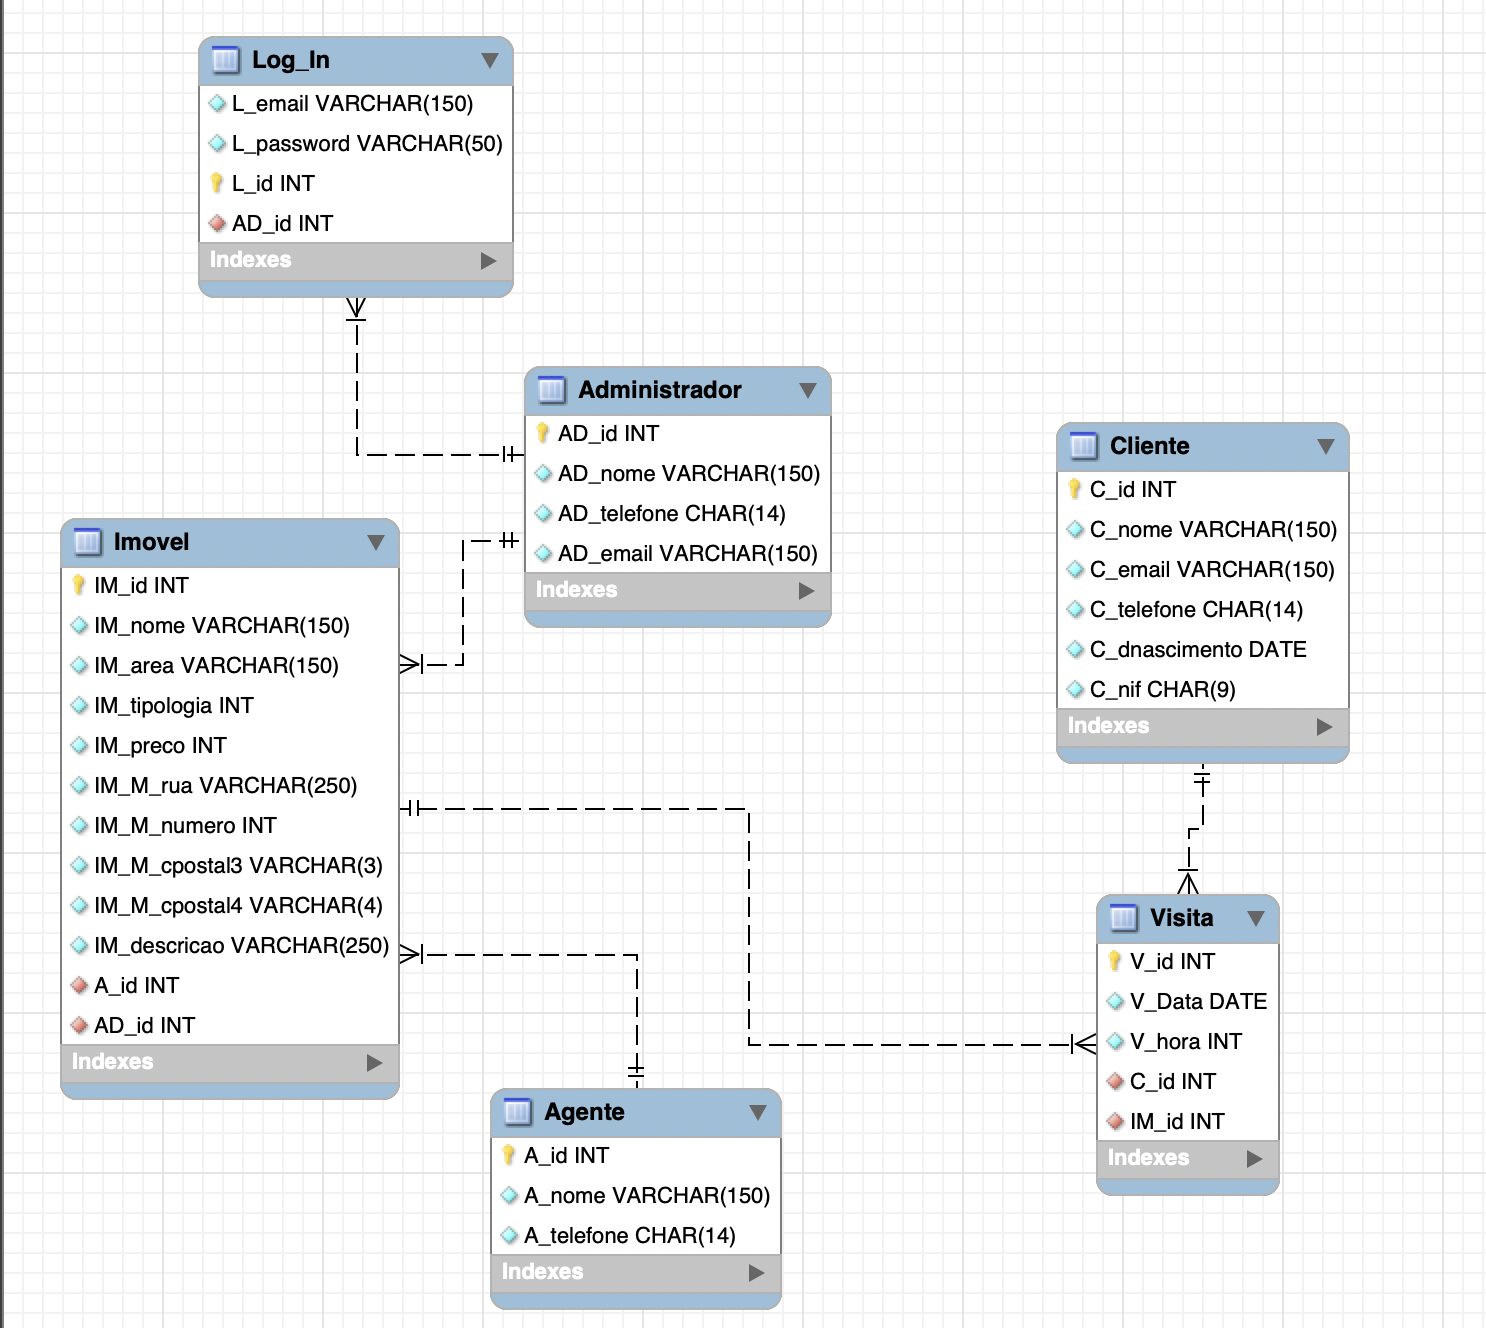 Log_In
L_email VARCHAR(150)
L_password VARCHAR(50)
L_id INT
AD_id INT
Indexes
Administrador
AD_id INT
AD_nome VARCHAR(150)
AD_telefone CHAR(14)
AD_email VARCHAR(150)
Indexes
Cliente
C_id INT
C_nome VARCHAR(150)
C_email VARCHAR(150)
C_telefone CHAR(14)
C_dnascimento DATE
C_nif CHAR(9)
Indexes
Imovel
IM_id INT
IM_nome VARCHAR(150)
IM_area VARCHAR(150)
IM_tipologia INT
IM_preco INT
IM_M_rua VARCHAR(250)
IM_M_numero INT
IM_M_cpostal3 VARCHAR(3)
IM_M_cpostal4 VARCHAR(4)
IM_descricao VARCHAR(250)
A_id INT
AD_id INT
Indexes
Visita
V_id INT
V_Data DATE
V_hora INT
C_id INT
IM_id INT
Indexes
Agente
A_id INT
A_nome VARCHAR(150)
A_telefone CHAR(14)
Indexes